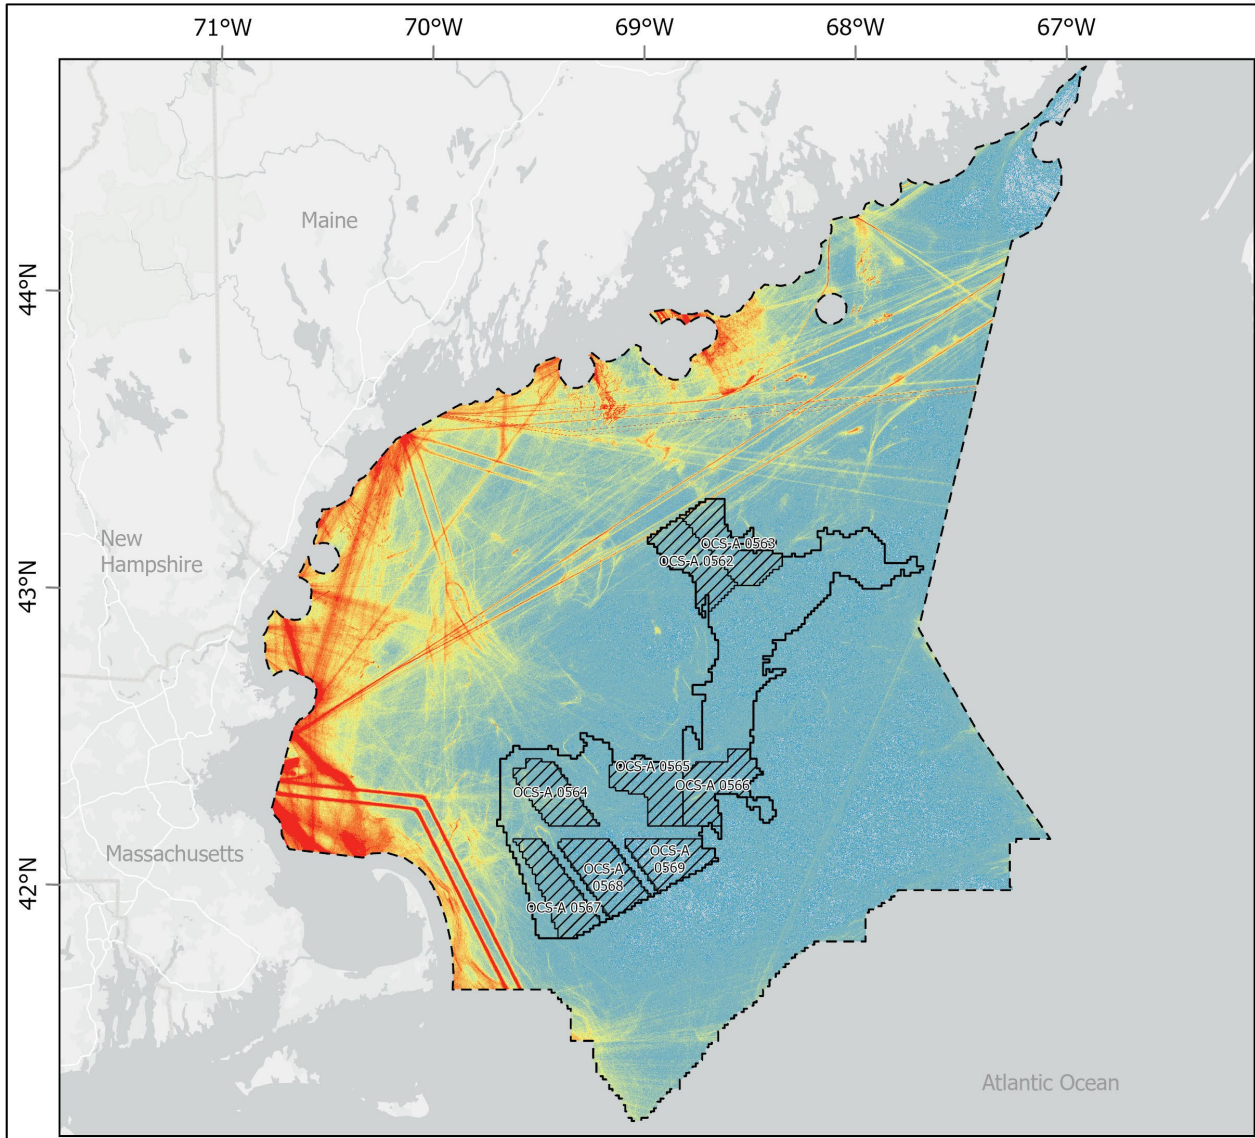 71°W 70°W 69°W 68°W 67°W
44°N
43°N
42°N
Maine
New
Hampshire
Massachusetts
OCS-A 0563
OCS-A 0562
OCS-A 0565
OCS-A 0566
OCS-A 0564
OCS-A
0569
OCS-A
0568
OCS-A 0567
Atlantic Ocean